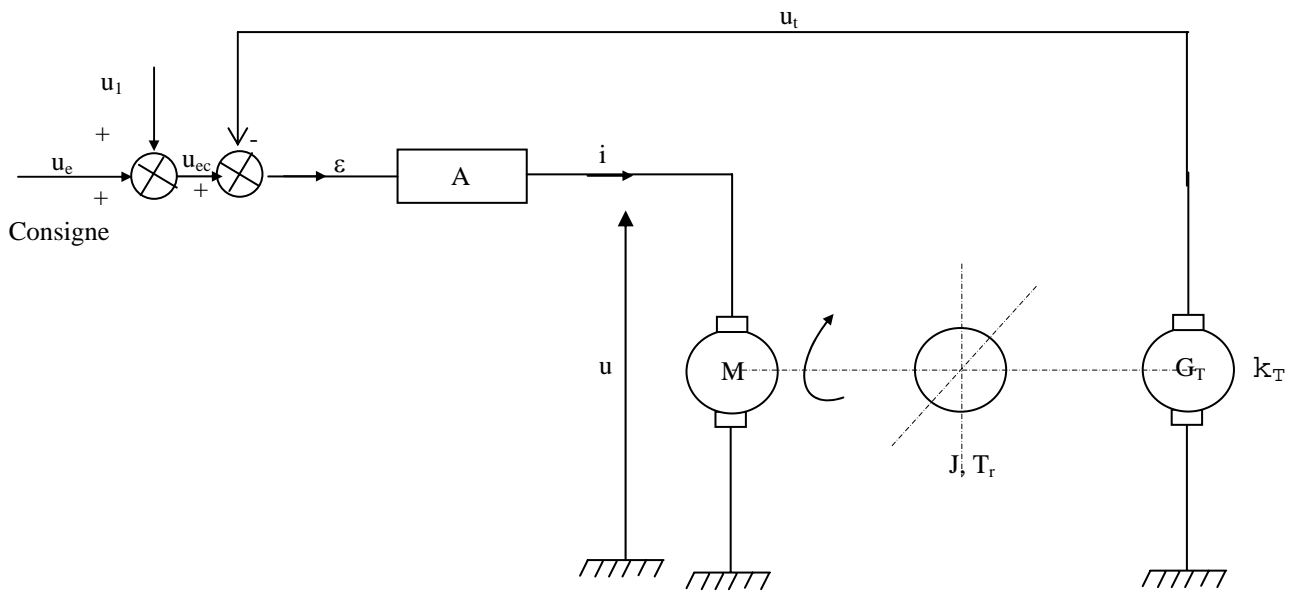 u_t
u_1
+
-
u_e
u_ec
ε
A
i
+
+
Consigne
u
M
G_T
k_T
J, T_r